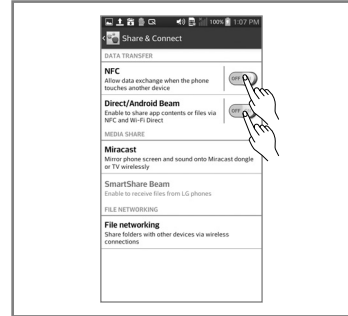 100% 1:07 PM
Share & Connect
DATA TRANSFER
NFC
Allow data exchange when the phone
touches another device
OFF
Direct/Android Beam
Enable to share app contents or files via
NFC and Wi-Fi Direct
OFF
MEDIA SHARE
Miracast
Mirror phone screen and sound onto Miracast dongle
or TV wirelessly
SmartShare Beam
Enable to receive files from LG phones
FILE NETWORKING
File networking
Share folders with other devices via wireless
connections